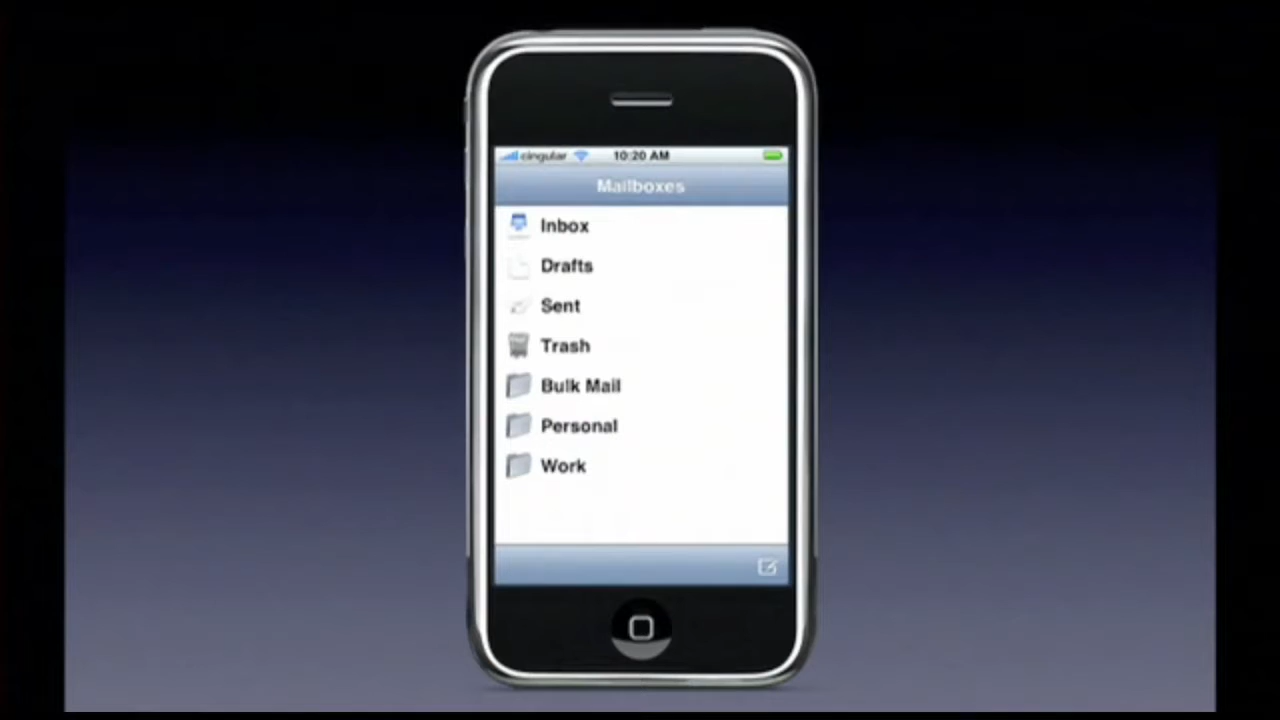 cingular 10:20 AM
Mailboxes
Inbox
Drafts
Sent
Trash
Bulk Mail
Personal
Work